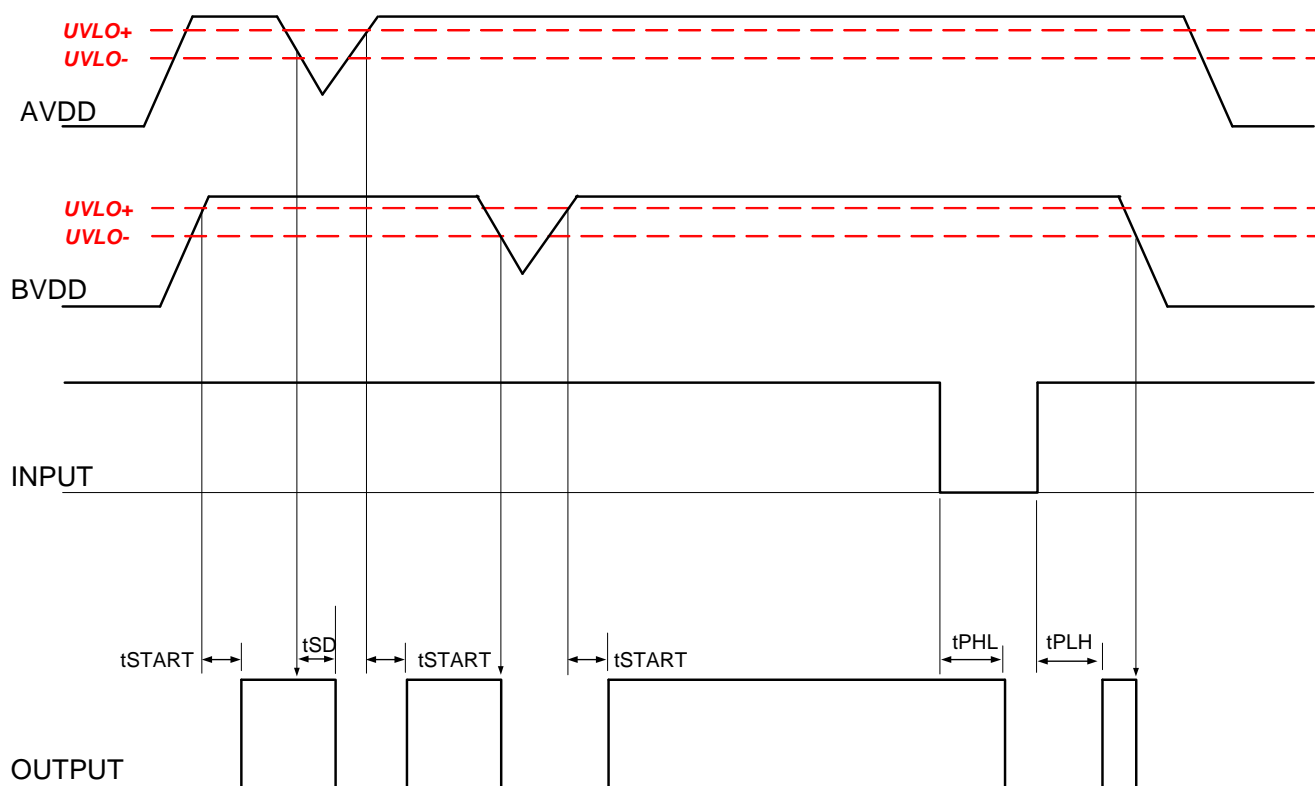 UVLO+
UVLO-
AVDD
UVLO+
UVLO-
BVDD
INPUT
tSTART
tSD
tSTART
tSTART
tPHL
tPLH
OUTPUT